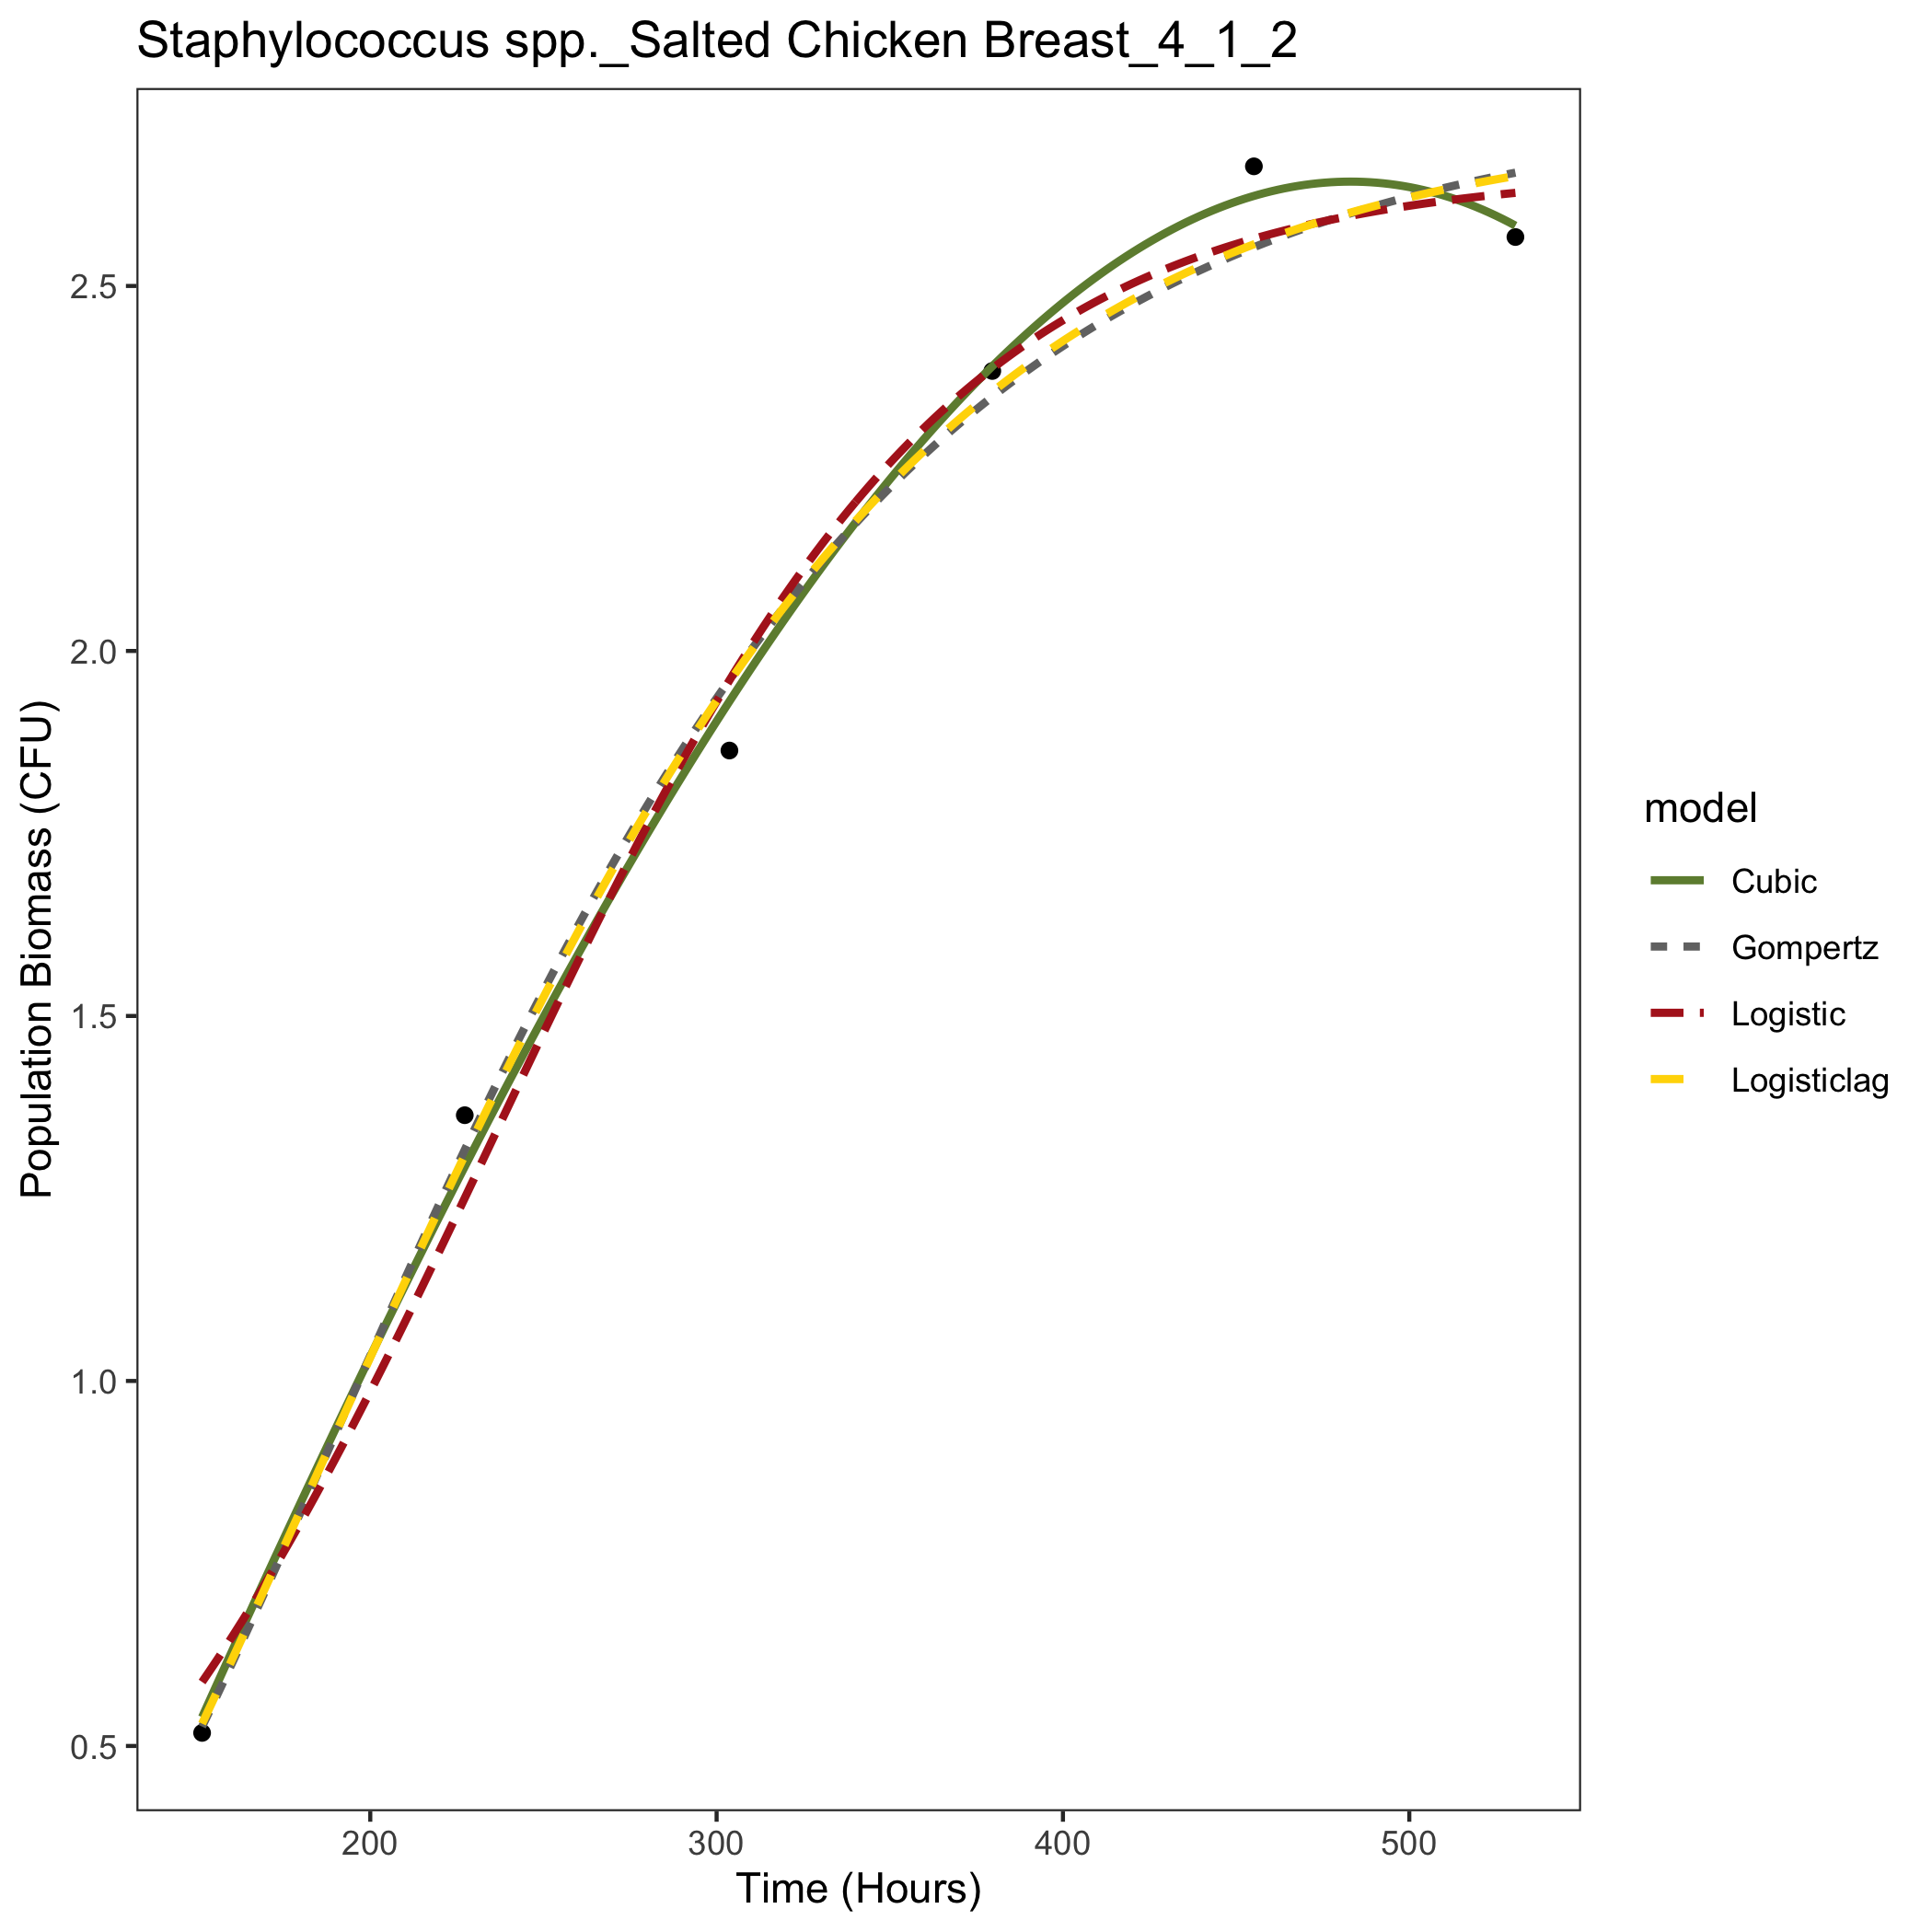 Staphylococcus spp._Salted Chicken Breast_4_1_2
Population Biomass (CFU)
2.5
2.0
1.5
1.0
0.5
200 300 400 500
Time (Hours)
model
Cubic
Gompertz
Logistic
Logisticlag